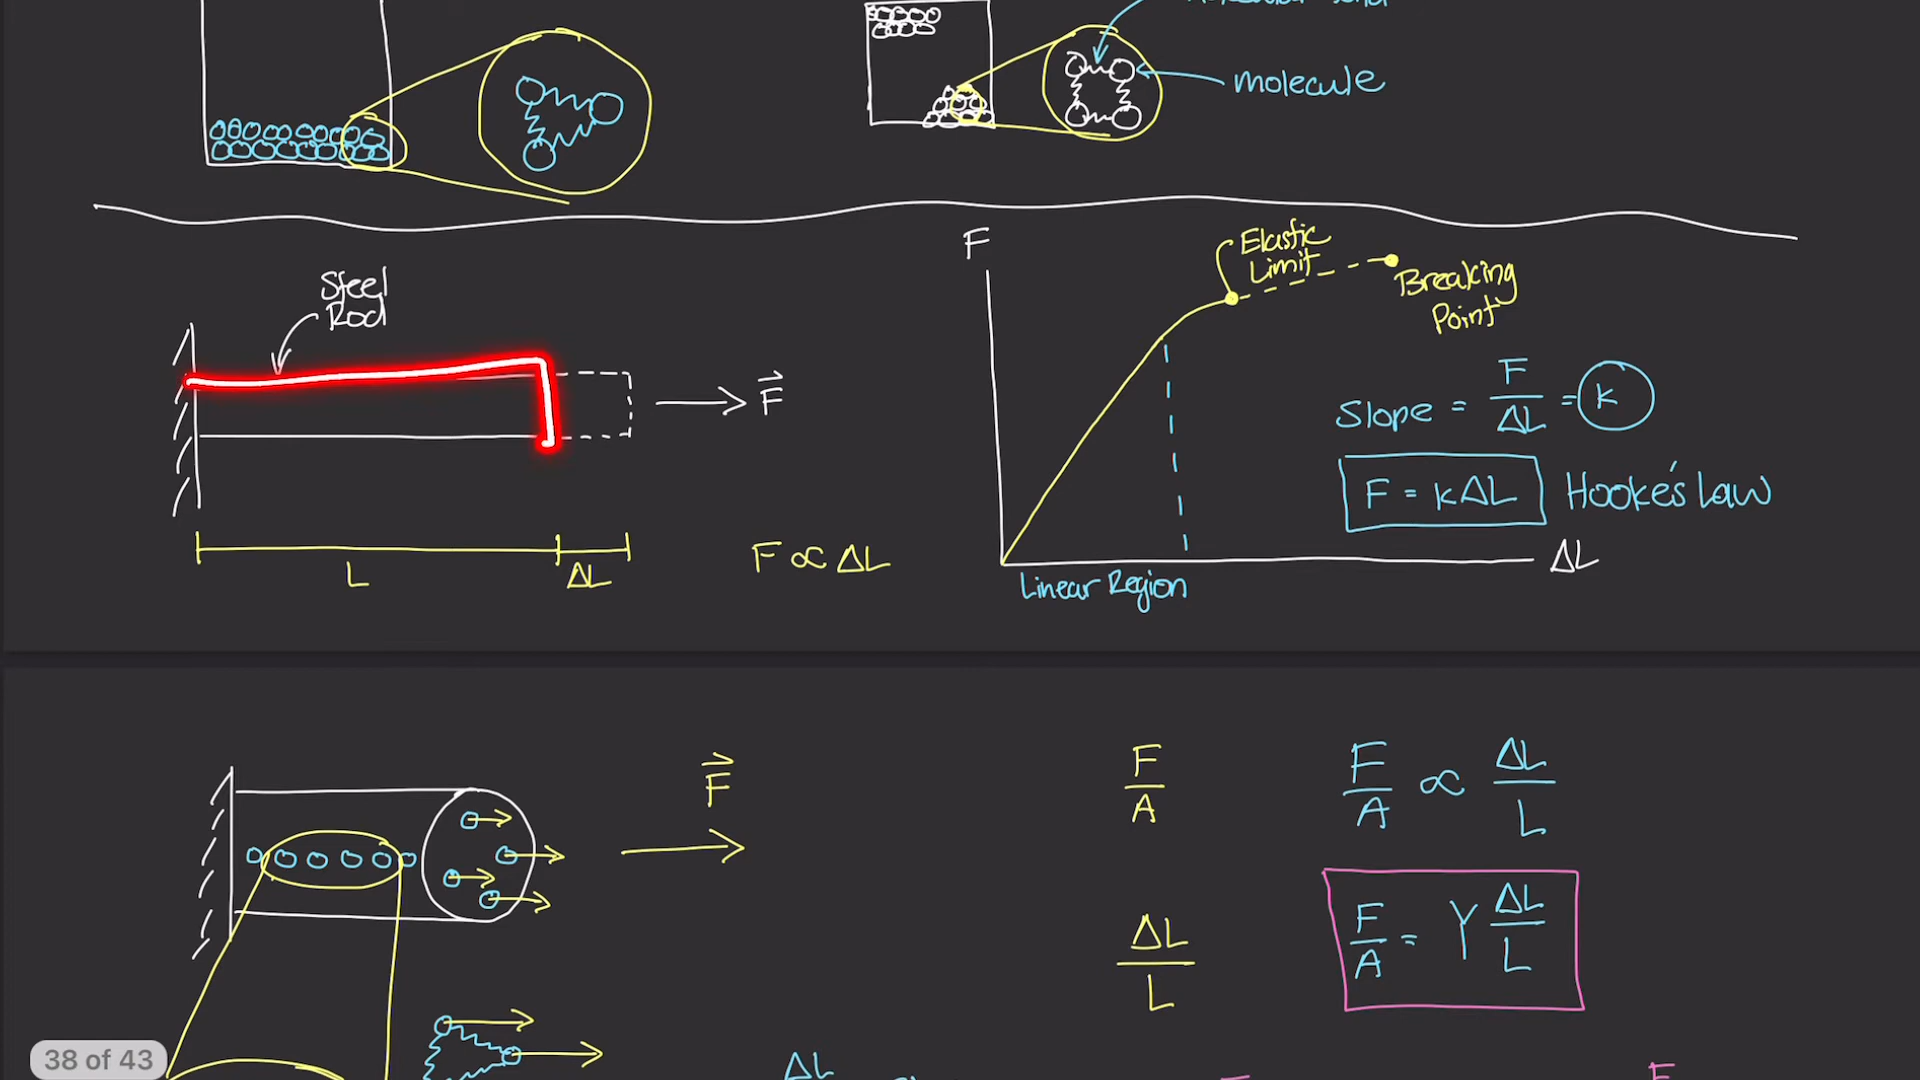 molecule
Steel
Rod
F
L
ΔL
F ∝ ΔL
F
Elastic
Limit
Breaking
Point
Slope = F/ΔL = k
F = kΔL Hooke's Law
ΔL
Linear Region
F
F/A
F/A ∝ ΔL/L
ΔL/L
F/A = Y ΔL/L
38 of 43
ΔL
F